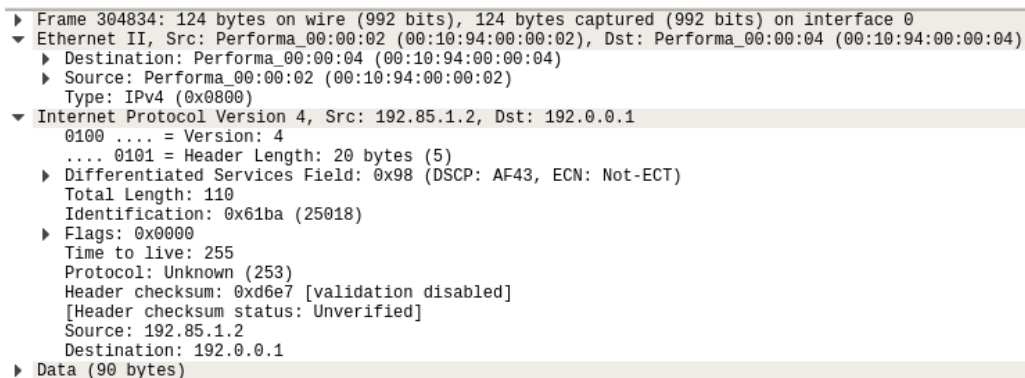 Frame 304834: 124 bytes on wire (992 bits), 124 bytes captured (992 bits) on interface 0
Ethernet II, Src: Performa_00:00:02 (00:10:94:00:00:02), Dst: Performa_00:00:04 (00:10:94:00:00:04)
Destination: Performa_00:00:04 (00:10:94:00:00:04)
Source: Performa_00:00:02 (00:10:94:00:00:02)
Type: IPv4 (0x0800)
Internet Protocol Version 4, Src: 192.85.1.2, Dst: 192.0.0.1
0100 .... = Version: 4
.... 0101 = Header Length: 20 bytes (5)
Differentiated Services Field: 0x98 (DSCP: AF43, ECN: Not-ECT)
Total Length: 110
Identification: 0x61ba (25018)
Flags: 0x0000
Time to live: 255
Protocol: Unknown (253)
Header checksum: 0xd6e7 [validation disabled]
[Header checksum status: Unverified]
Source: 192.85.1.2
Destination: 192.0.0.1
Data (90 bytes)